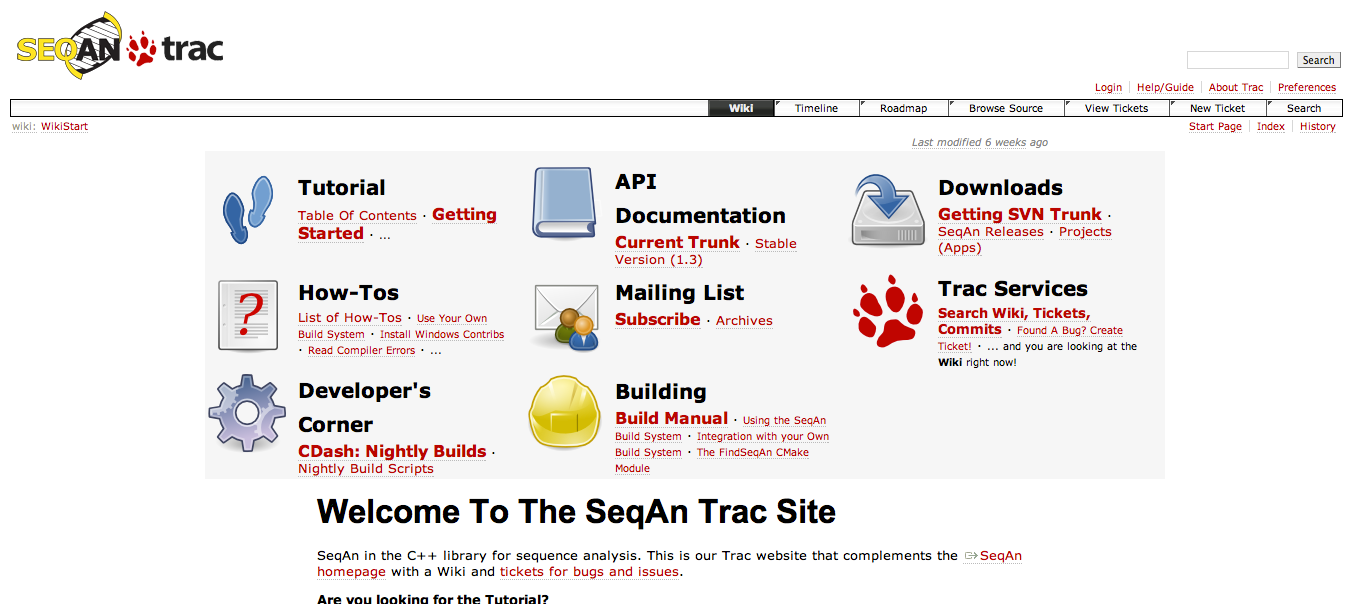 SEQAN trac
Search
Login Help/Guide About Trac Preferences
Wiki Timeline Roadmap Browse Source View Tickets New Ticket Search
wiki: WikiStart
Start Page Index History
Last modified 6 weeks ago
Tutorial
Table Of Contents · Getting
Started · ...
API
Documentation
Current Trunk · Stable
Version (1.3)
Downloads
Getting SVN Trunk ·
SeqAn Releases · Projects
(Apps)
?
How-Tos
List of How-Tos · Use Your Own
Build System · Install Windows Contribs
· Read Compiler Errors · ...
Mailing List
Subscribe · Archives
Trac Services
Search Wiki, Tickets,
Commits · Found A Bug? Create
Ticket! · ... and you are looking at the
Wiki right now!
Developer's
Corner
CDash: Nightly Builds ·
Nightly Build Scripts
Building
Build Manual · Using the SeqAn
Build System · Integration with your Own
Build System · The FindSeqAn CMake
Module
Welcome To The SeqAn Trac Site
SeqAn in the C++ library for sequence analysis. This is our Trac website that complements the SeqAn
homepage with a Wiki and tickets for bugs and issues.
Are you looking for the Tutorial?